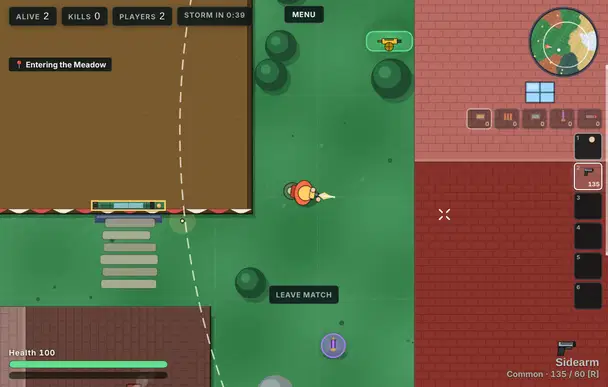 ALIVE 2
KILLS 0
PLAYERS 2
STORM IN 0:39
MENU
📍 Entering the Meadow
0
0
0
0
0
1
2
135
3
4
5
6
LEAVE MATCH
Health 100
Sidearm
Common · 135 / 60 [R]